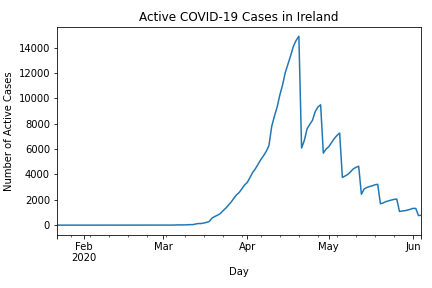 Active COVID-19 Cases in Ireland
Number of Active Cases
14000
12000
10000
8000
6000
4000
2000
0
Feb Mar Apr May Jun
2020
Day